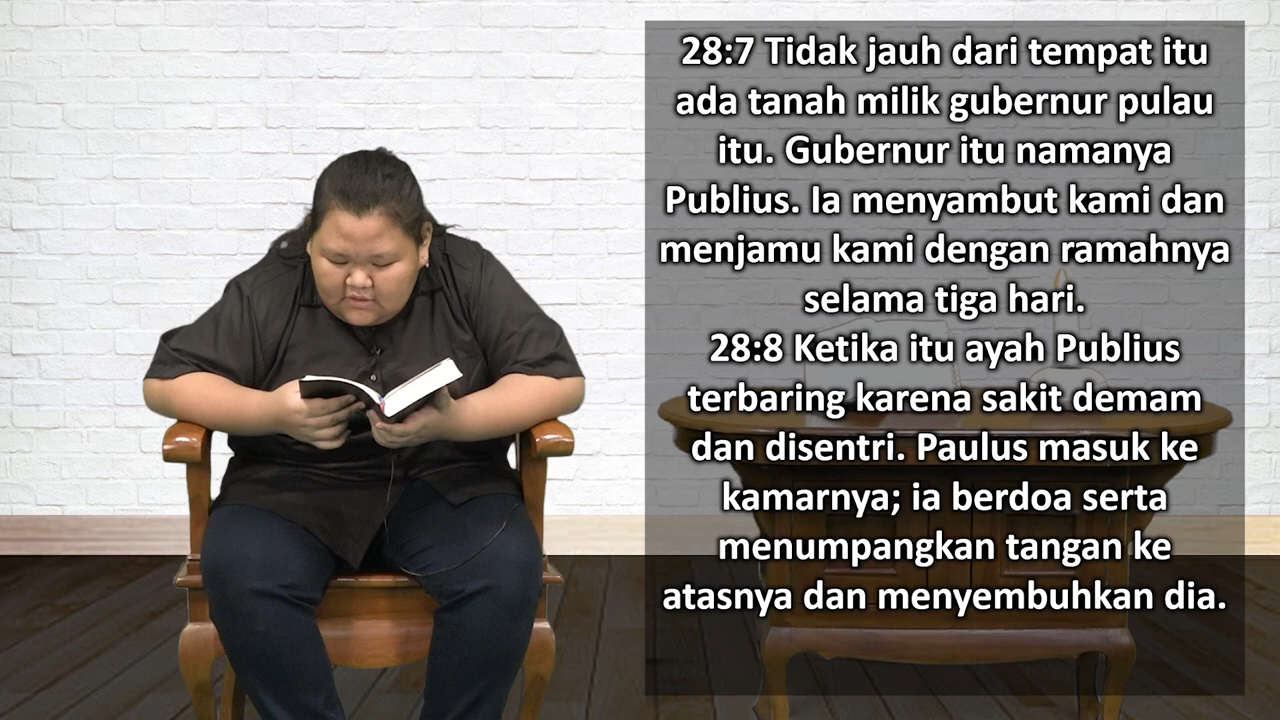 28:7 Tidak jauh dari tempat itu
ada tanah milik gubernur pulau
itu. Gubernur itu namanya
Publius. Ia menyambut kami dan
menjamu kami dengan ramahnya
selama tiga hari.
28:8 Ketika itu ayah Publius
terbaring karena sakit demam
dan disentri. Paulus masuk ke
kamarnya; ia berdoa serta
menumpangkan tangan ke
atasnya dan menyembuhkan dia.